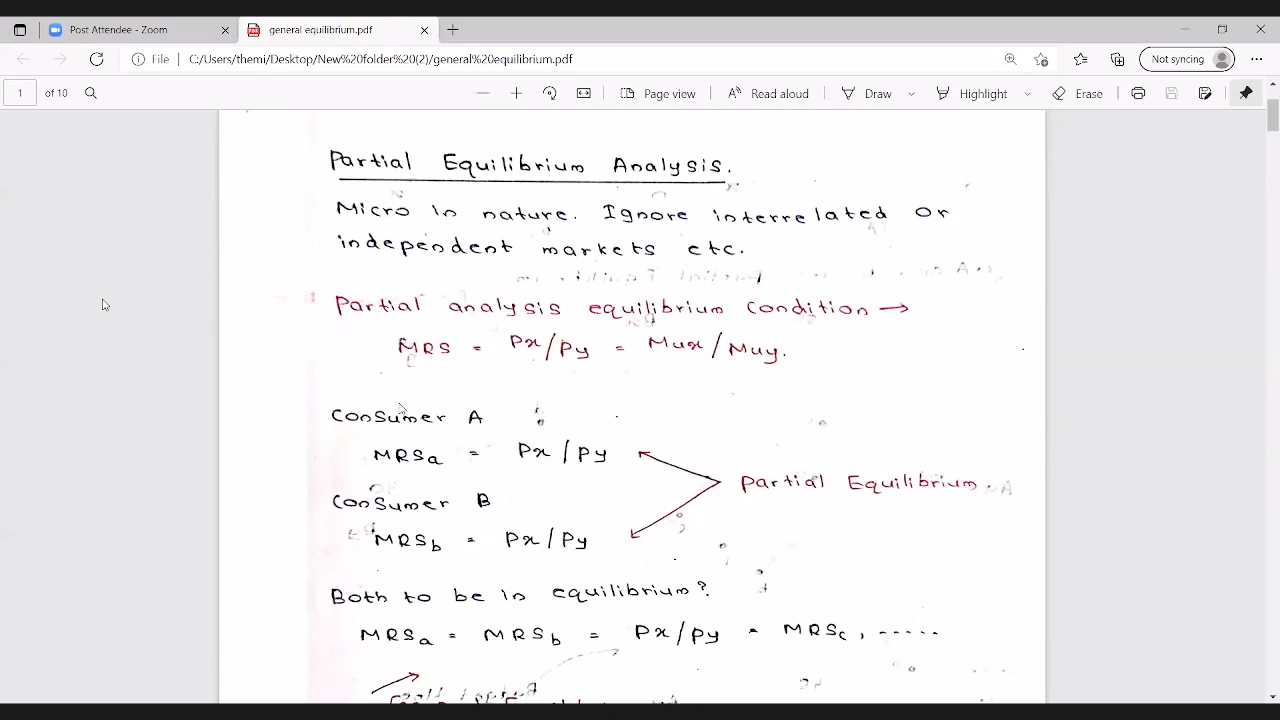 Post Attendee - Zoom
general equilibrium.pdf
File
C:/Users/themi/Desktop/New%20folder%20(2)/general%20equilibrium.pdf
Not syncing
1 of 10
Page view
Read aloud
Draw
Highlight
Erase
Partial Equilibrium Analysis.
Micro in nature. Ignore interrelated or
independent markets etc.
Partial analysis equilibrium condition →
MRS = Px/Py = Mux/Muy.
Consumer A
MRSa = Px/Py
Partial Equilibrium
Consumer B
MRSb = Px/Py
Both to be in equilibrium?
MRSa = MRSb = Px/Py = MRSc, -----